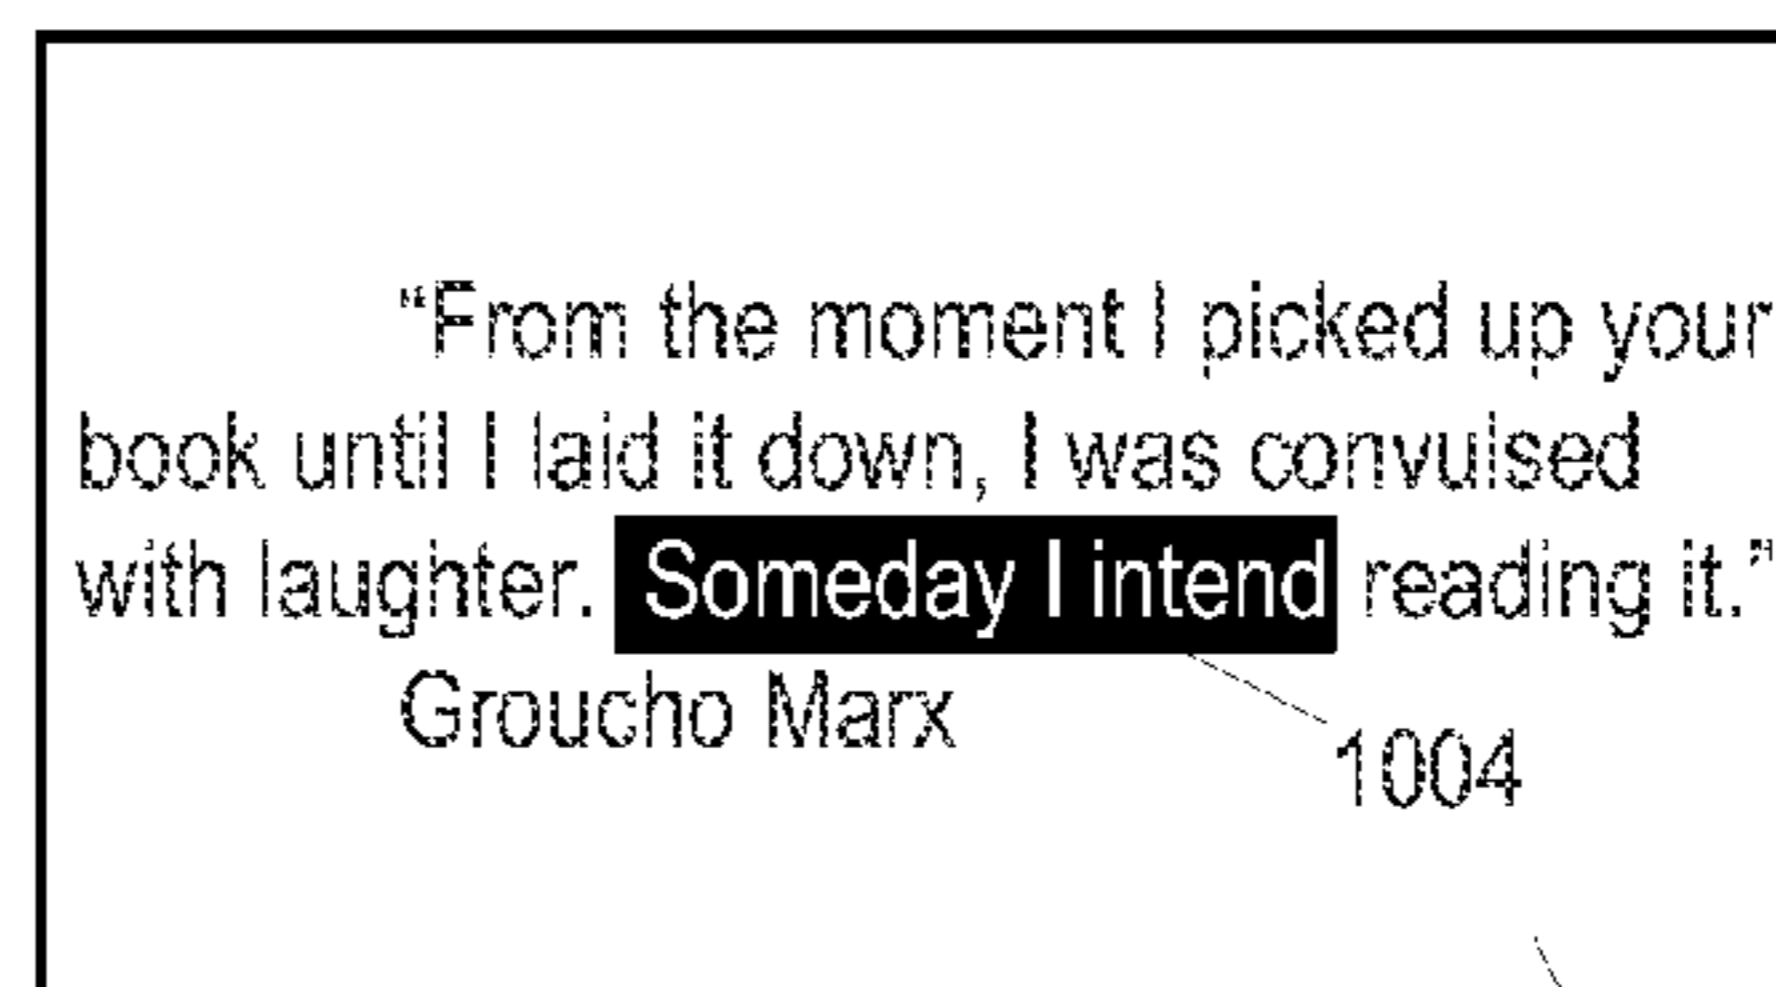 “From the moment I picked up your
book until I laid it down, I was convulsed
with laughter. Someday I intend reading it.”
Groucho Marx
1004